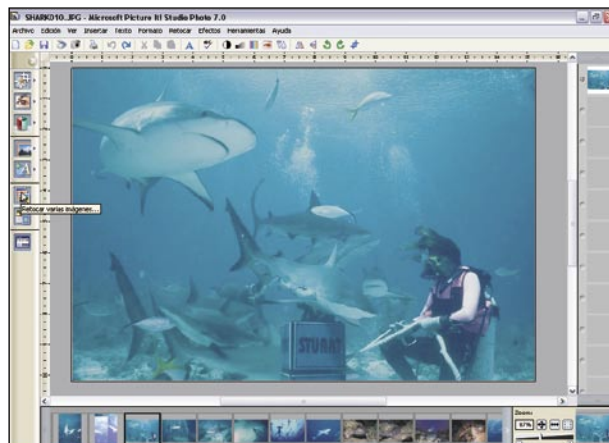 SHARK010.JPG - Microsoft Picture It! Studio Photo 7.0
Archivo Edición Ver Insertar Texto Formato Retocar Efectos Herramientas Ayuda
Retocar varias imágenes...
STUART
Zoom:
97%